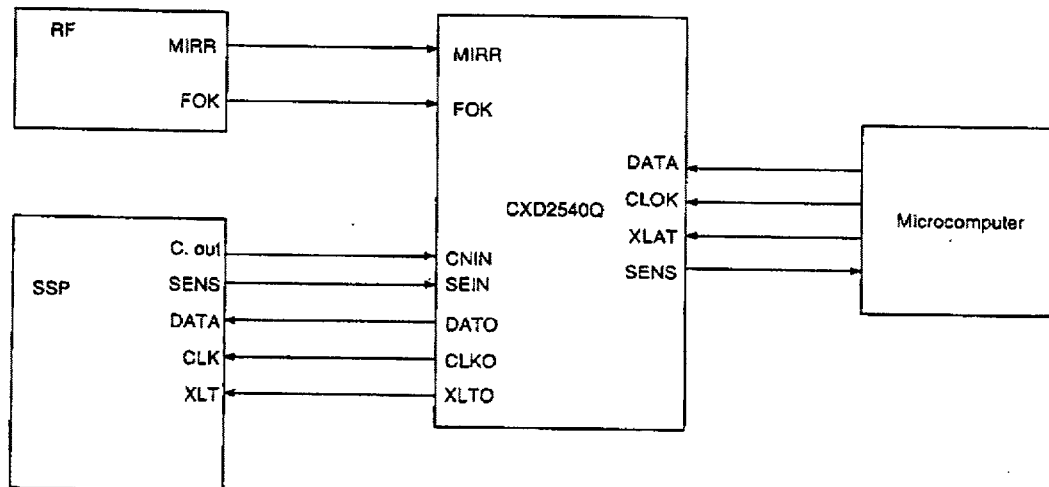 RF
MIRR
FOK
SSP
C. out
SENS
DATA
CLK
XLT
MIRR
FOK
CXD2540Q
CNIN
SEIN
DATO
CLKO
XLTO
DATA
CLOK
XLAT
SENS
Microcomputer